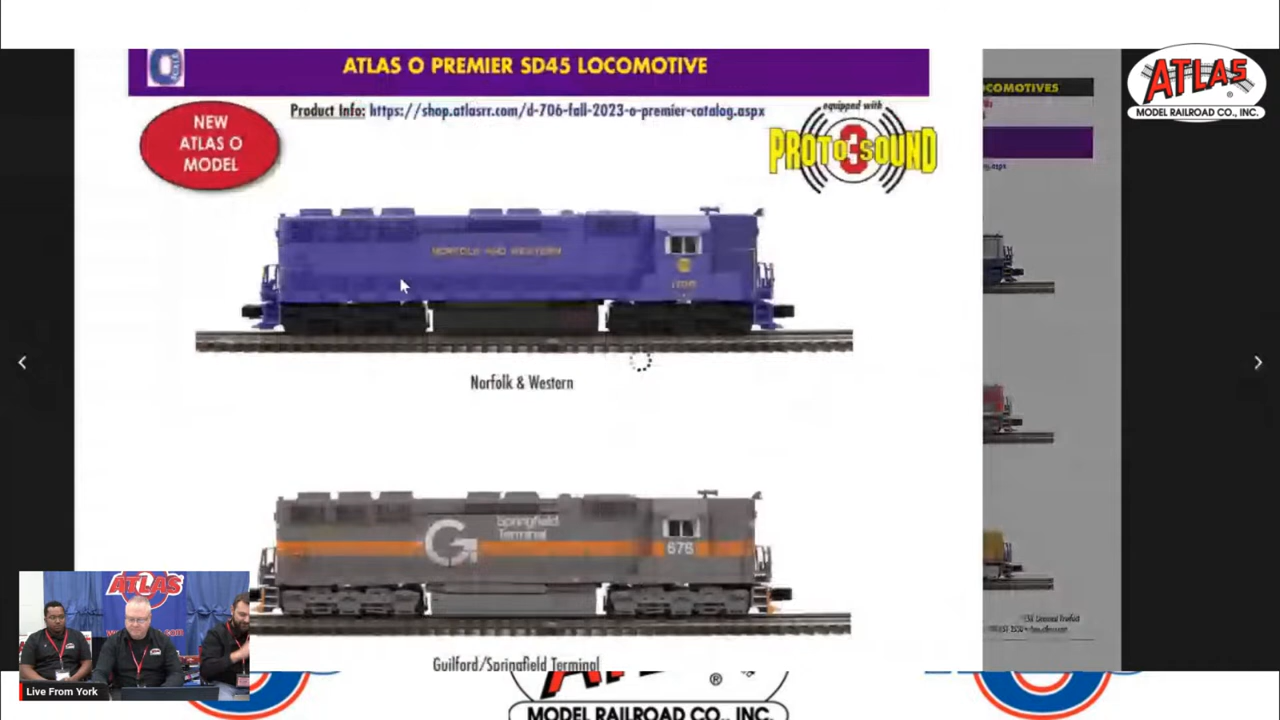 ATLAS O PREMIER SD45 LOCOMOTIVE
Product Info: https://shop.atlasrr.com/d-706-fall-2023-o-premier-catalog.aspx
NEW
ATLAS O
MODEL
equipped with
PROTO 3 SOUND
OCOMOTIVES
ATLAS
®
MODEL RAILROAD CO., INC.
NORFOLK AND WESTERN
Norfolk & Western
G
Springfield
Terminal
676
Guilford/Springfield Terminal
ATLAS
Live From York
®
MODEL RAILROAD CO., INC.